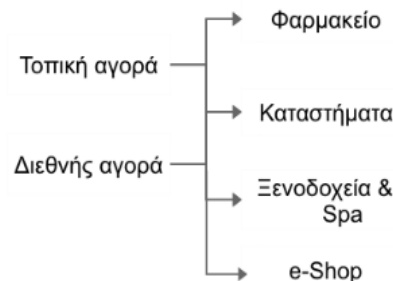 Τοπική αγορά
Διεθνής αγορά
Φαρμακείο
Καταστήματα
Ξενοδοχεία &
Spa
e-Shop